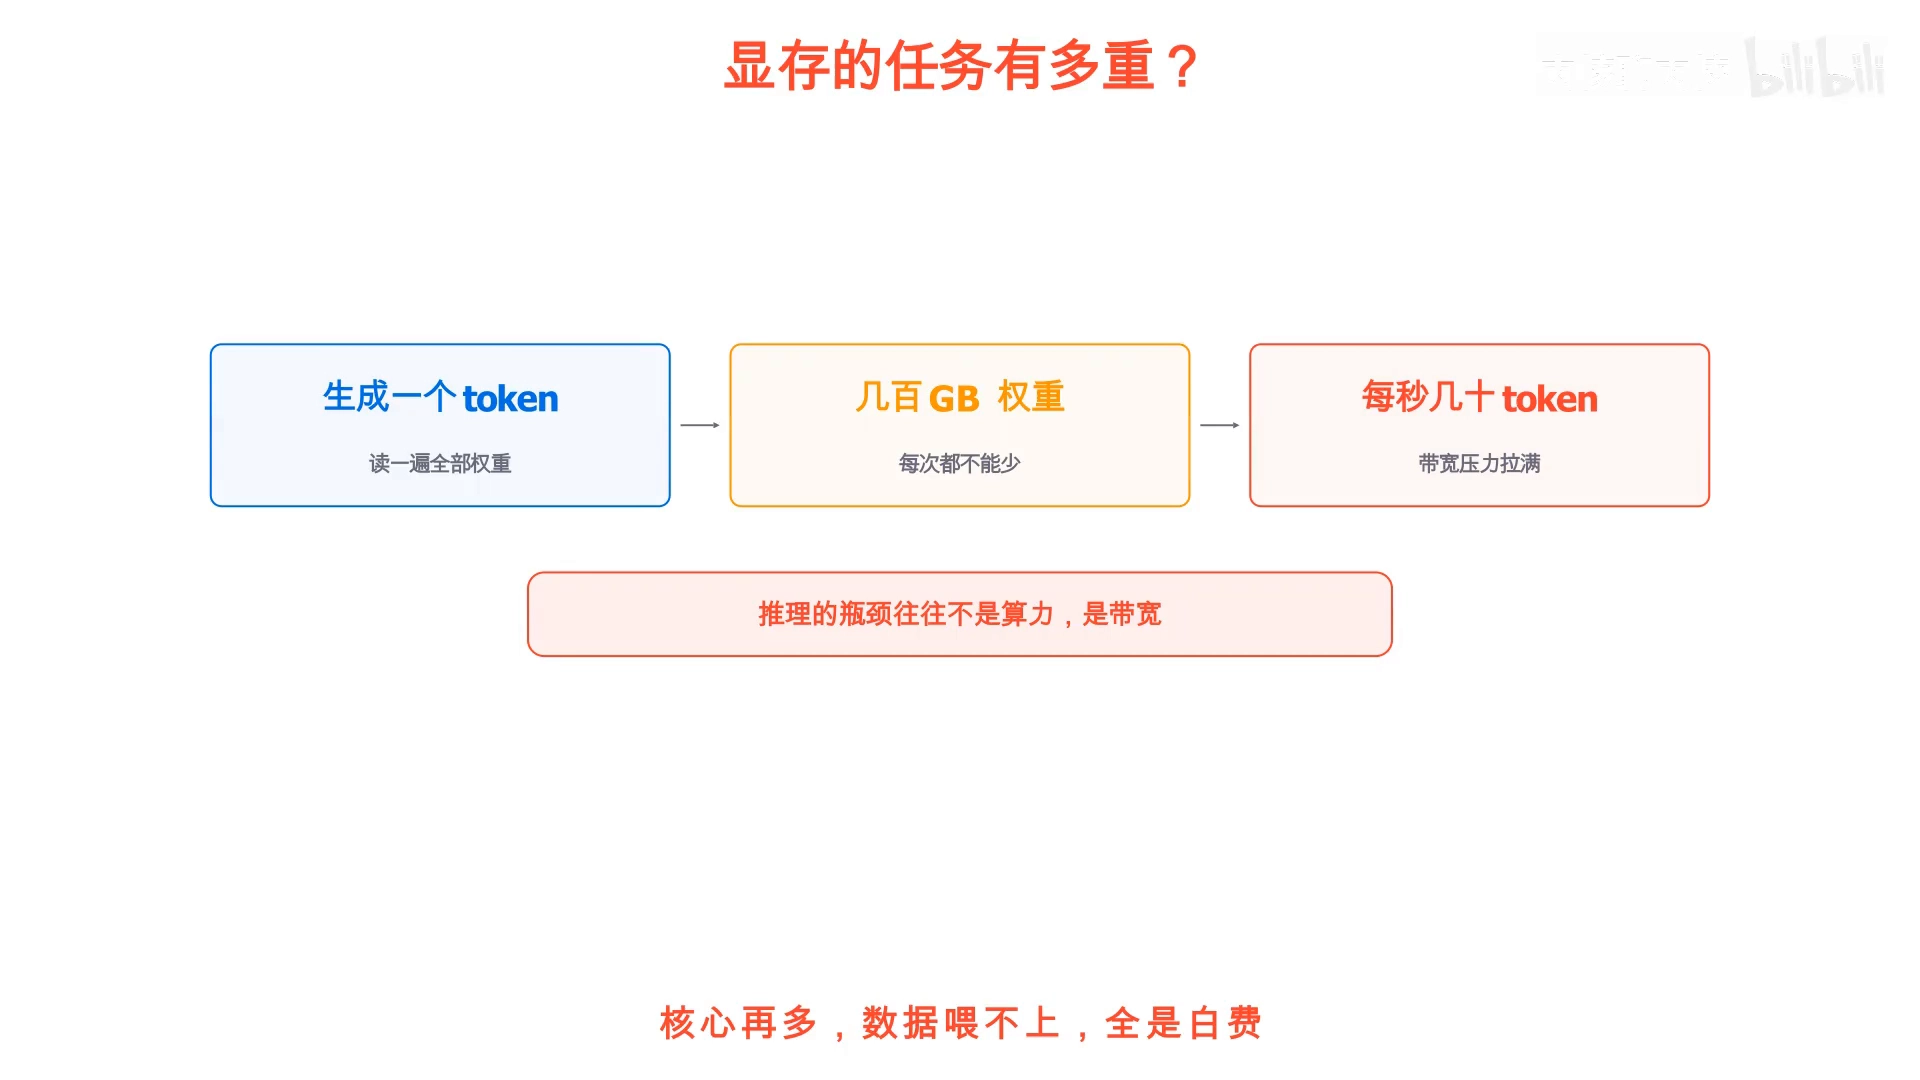 显存的任务有多重？
bilibili
生成一个 token
读一遍全部权重
几百 GB 权重
每次都不能少
每秒几十 token
带宽压力拉满
推理的瓶颈往往不是算力，是带宽
核心再多，数据喂不上，全是白费